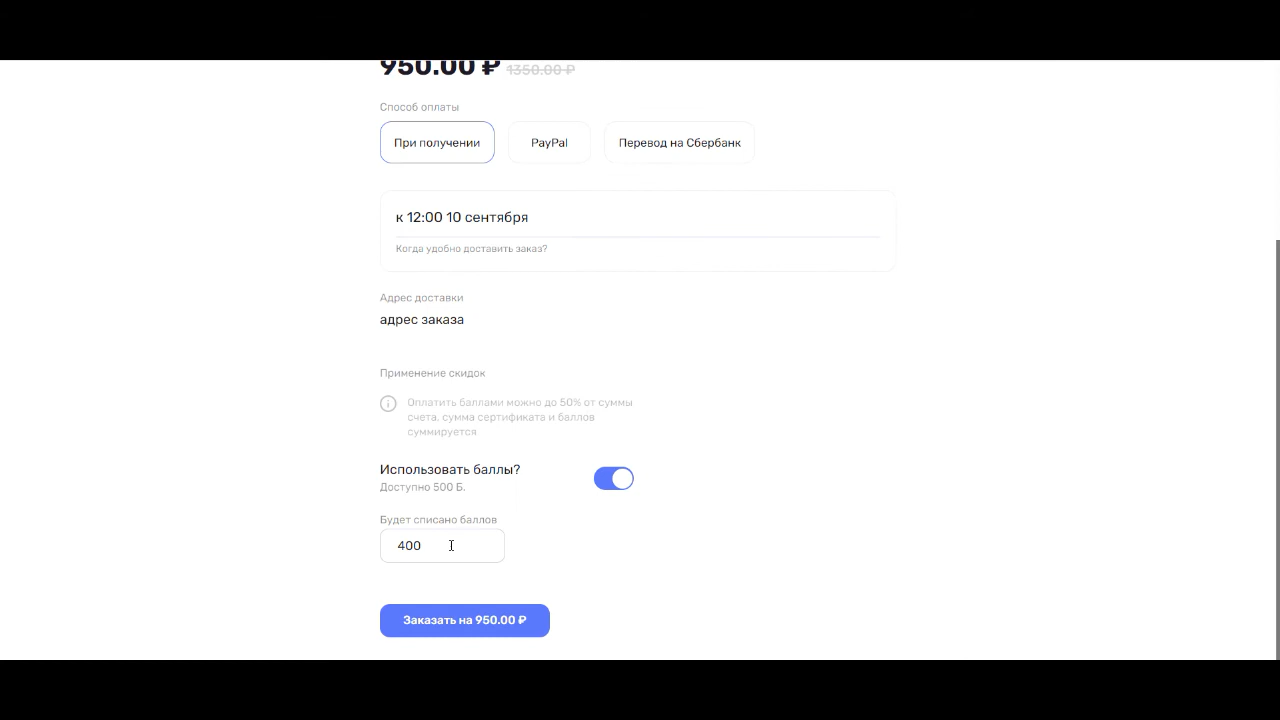 950.00 ₽ 1350.00 ₽
Способ оплаты
При получении PayPal Перевод на Сбербанк
к 12:00 10 сентября
Когда удобно доставить заказ?
Адрес доставки
адрес заказа
Применение скидок
Оплатить баллами можно до 50% от суммы
счета, сумма сертификата и баллов
суммируется
Использовать баллы?
Доступно 500 Б.
Будет списано баллов
400
Заказать на 950.00 ₽